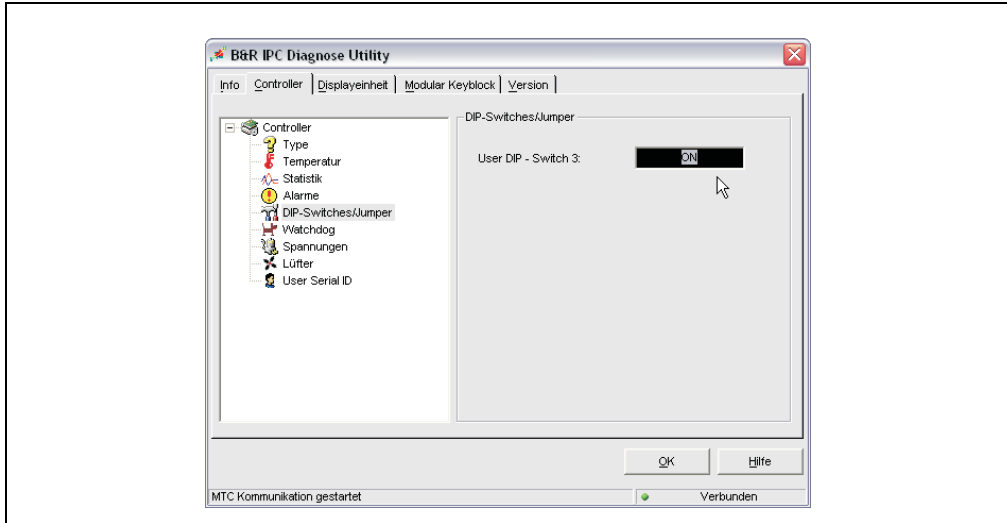 B&R IPC Diagnose Utility
Info Controller Displayeinheit Modular Keyblock Version
Controller
Type
Temperatur
Statistik
Alarme
DIP-Switches/Jumper
Watchdog
Spannungen
Lüfter
User Serial ID
DIP-Switches/Jumper
User DIP - Switch 3: ON
OK Hilfe
MTC Kommunikation gestartet Verbunden